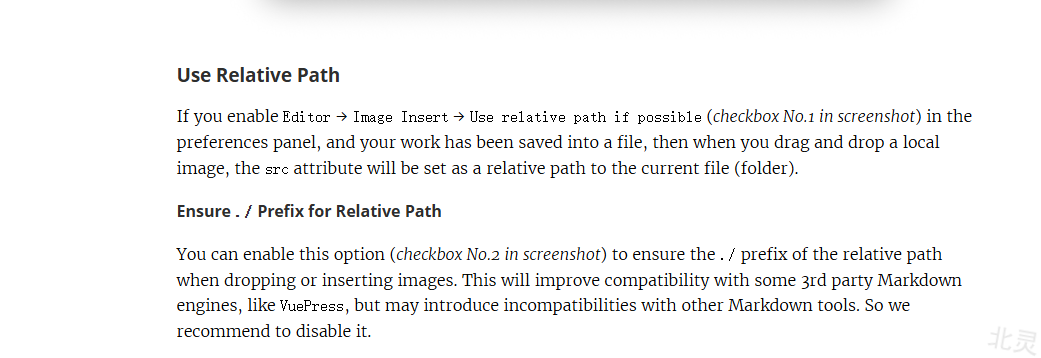 Use Relative Path
If you enable Editor → Image Insert → Use relative path if possible (checkbox No.1 in screenshot) in the
preferences panel, and your work has been saved into a file, then when you drag and drop a local
image, the src attribute will be set as a relative path to the current file (folder).
Ensure ./ Prefix for Relative Path
You can enable this option (checkbox No.2 in screenshot) to ensure the ./ prefix of the relative path
when dropping or inserting images. This will improve compatibility with some 3rd party Markdown
engines, like VuePress, but may introduce incompatibilities with other Markdown tools. So we
recommend to disable it.
北灵